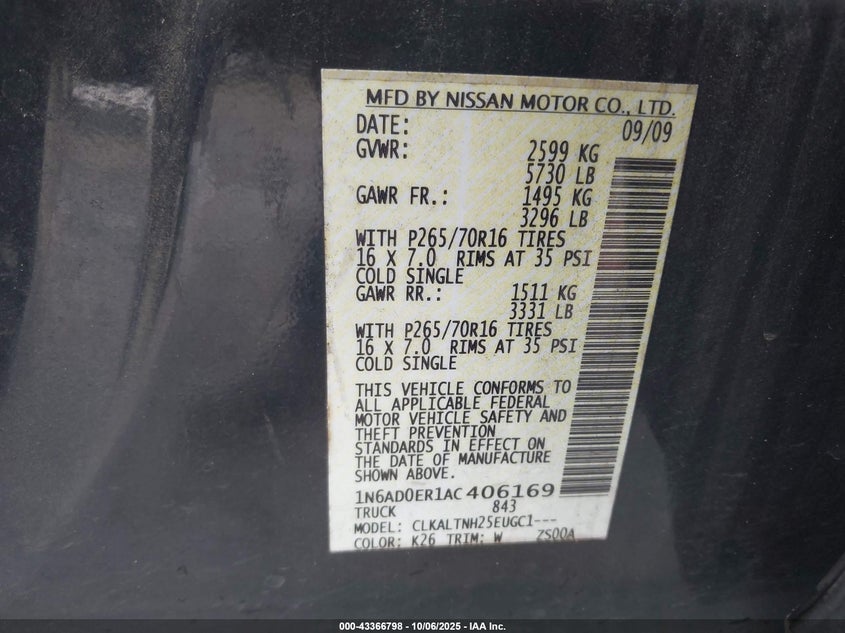 MFD BY NISSAN MOTOR CO., LTD.
DATE: 09/09
GVWR: 2599 KG
5730 LB
GAWR FR.: 1495 KG
3296 LB
WITH P265/70R16 TIRES
16 X 7.0 RIMS AT 35 PSI
COLD SINGLE
GAWR RR.: 1511 KG
3331 LB
WITH P265/70R16 TIRES
16 X 7.0 RIMS AT 35 PSI
COLD SINGLE
THIS VEHICLE CONFORMS TO
ALL APPLICABLE FEDERAL
MOTOR VEHICLE SAFETY AND
THEFT PREVENTION
STANDARDS IN EFFECT ON
THE DATE OF MANUFACTURE
SHOWN ABOVE.
1N6AD0ER1AC406169
TRUCK 843
MODEL: CLKALTNH25EUGC1---
COLOR: K26 TRIM: W ZS00A
000-43366798 - 10/06/2025 - IAA Inc.